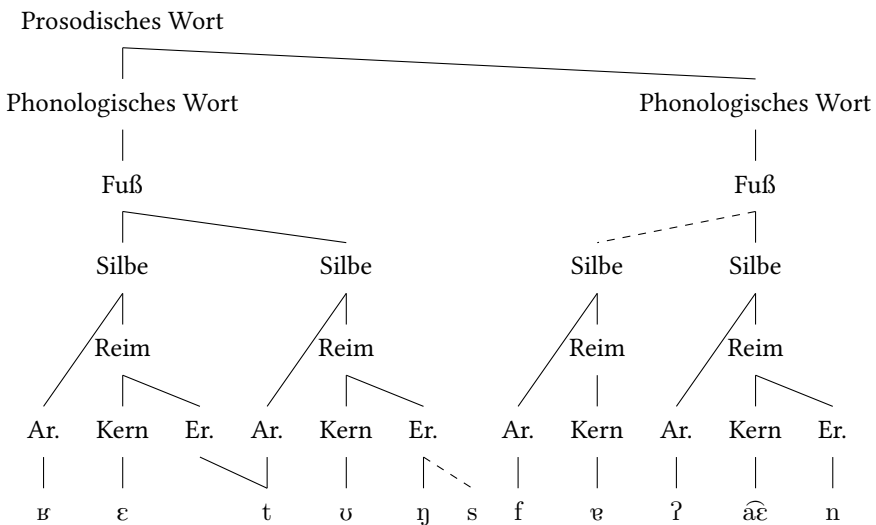 Prosodisches Wort
Phonologisches Wort Phonologisches Wort
Fuß Fuß
Silbe Silbe Silbe Silbe
Reim Reim Reim Reim
Ar. Kern Er. Ar. Kern Er. Ar. Kern Ar. Kern Er.
ʁ ɛ t ʊ ŋ s f ɐ ʔ a͡ɛ n